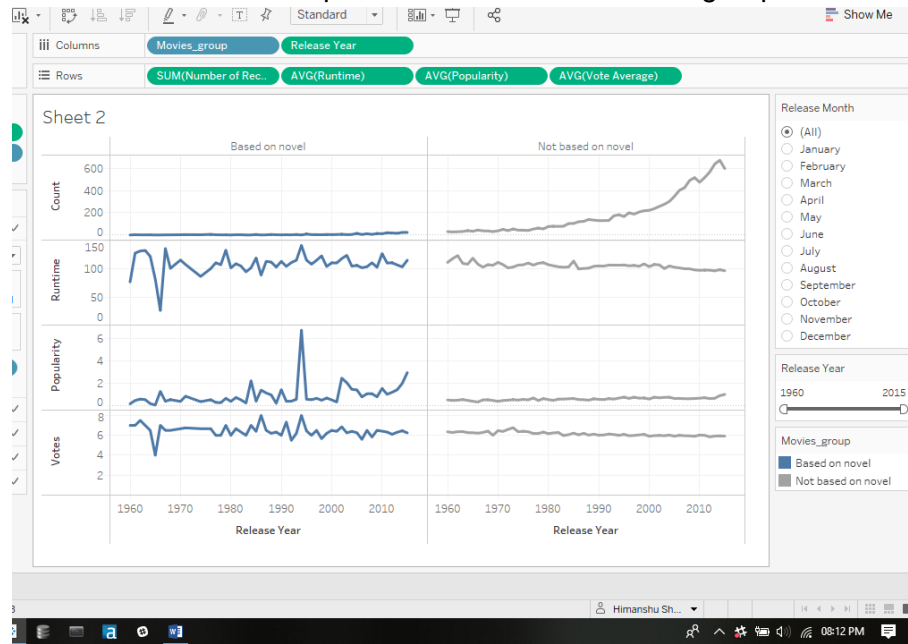 Standard
Show Me
Columns
Movies_group
Release Year
Rows
SUM(Number of Rec..
AVG(Runtime)
AVG(Popularity)
AVG(Vote Average)
Sheet 2
Based on novel
Not based on novel
Count
600
400
200
0
Runtime
150
100
50
0
Popularity
6
4
2
0
Votes
8
6
4
2
1960 1970 1980 1990 2000 2010
1960 1970 1980 1990 2000 2010
Release Year
Release Year
Release Month
(All)
January
February
March
April
May
June
July
August
September
October
November
December
Release Year
1960 2015
Movies_group
Based on novel
Not based on novel
Himanshu Sh...
08:12 PM